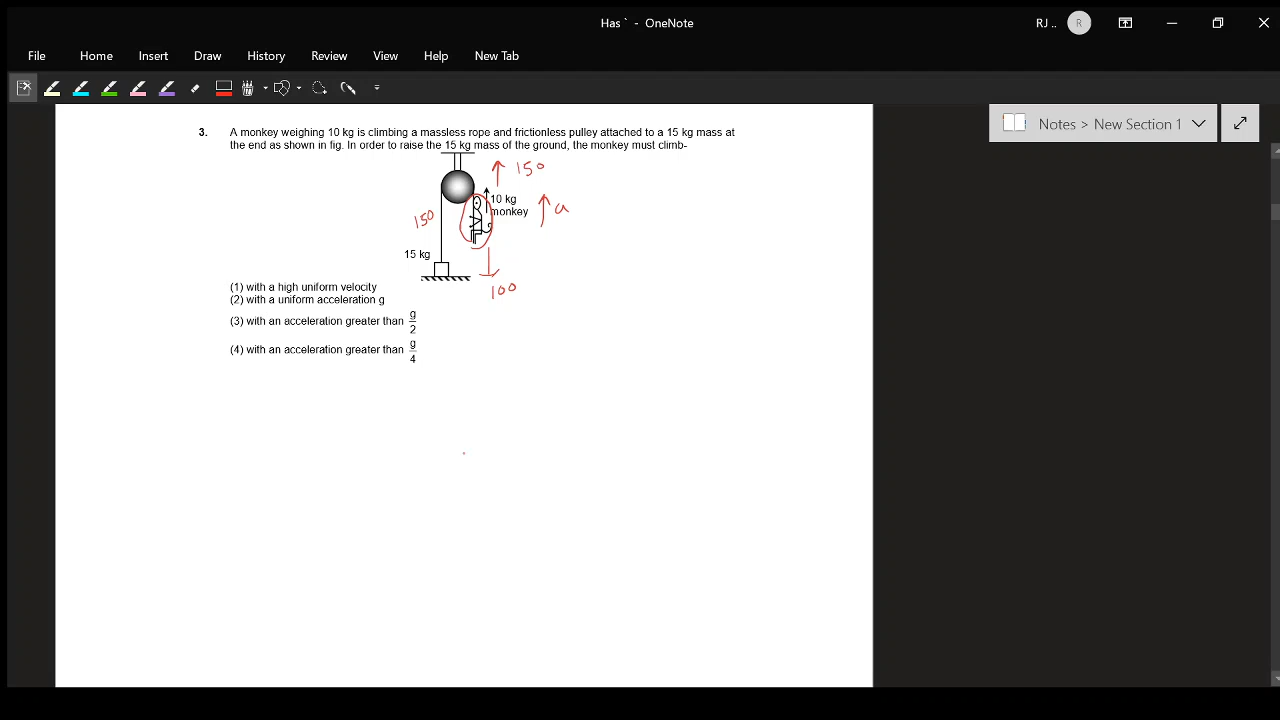 Has ` - OneNote
RJ ..
R
File Home Insert Draw History Review View Help New Tab
Notes > New Section 1
3. A monkey weighing 10 kg is climbing a massless rope and frictionless pulley attached to a 15 kg mass at
the end as shown in fig. In order to raise the 15 kg mass of the ground, the monkey must climb-
150
10 kg
monkey
a
150
15 kg
100
(1) with a high uniform velocity
(2) with a uniform acceleration g
(3) with an acceleration greater than g/2
(4) with an acceleration greater than g/4